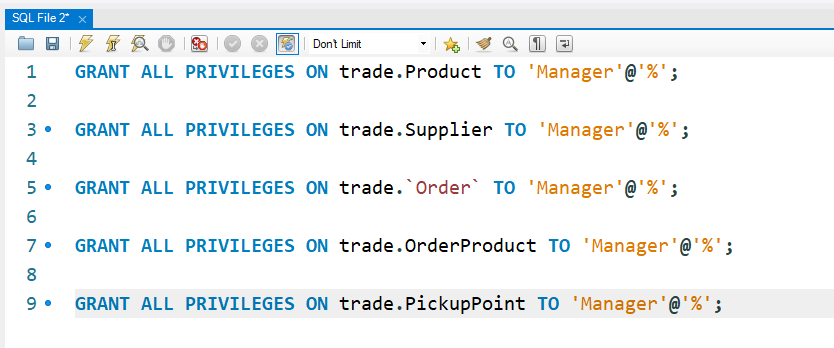 SQL File 2*
Don't Limit
1 GRANT ALL PRIVILEGES ON trade.Product TO 'Manager'@'%';
2
3 GRANT ALL PRIVILEGES ON trade.Supplier TO 'Manager'@'%';
4
5 GRANT ALL PRIVILEGES ON trade.`Order` TO 'Manager'@'%';
6
7 GRANT ALL PRIVILEGES ON trade.OrderProduct TO 'Manager'@'%';
8
9 GRANT ALL PRIVILEGES ON trade.PickupPoint TO 'Manager'@'%';